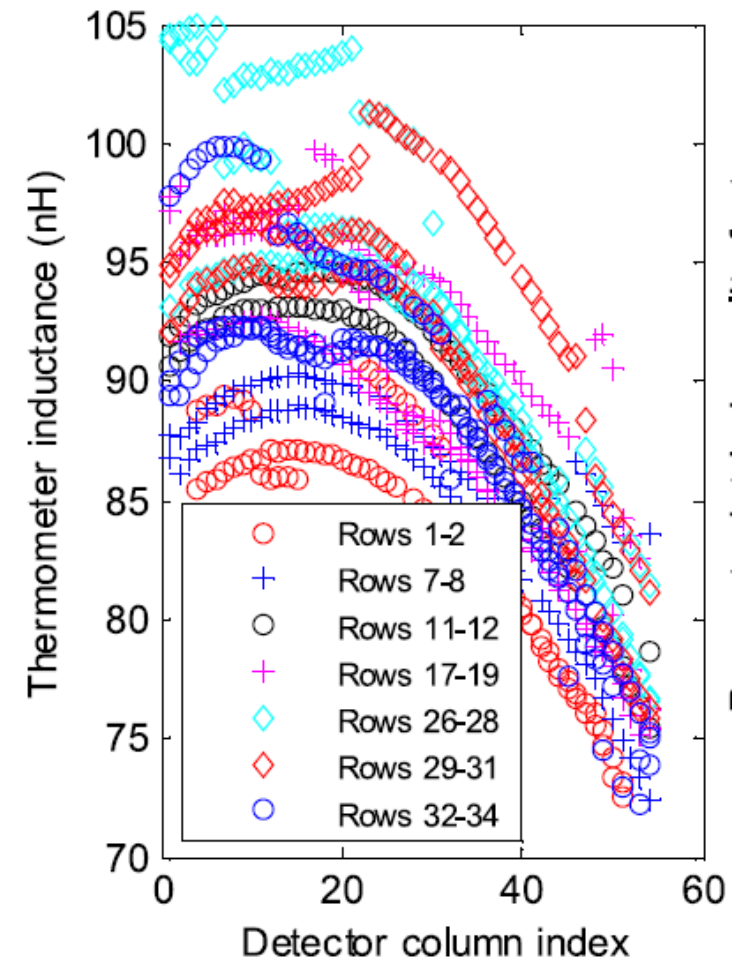 105
100
95
90
85
80
75
70
0
20
40
60
Thermometer inductance (nH)
Detector column index
Rows 1-2
Rows 7-8
Rows 11-12
Rows 17-19
Rows 26-28
Rows 29-31
Rows 32-34